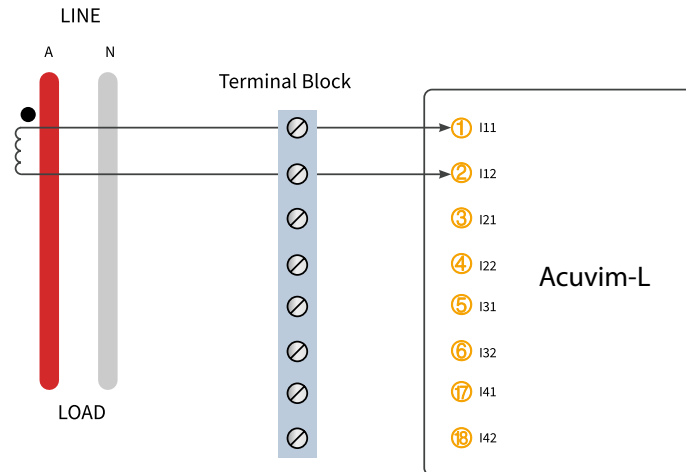 LINE
A N
Terminal Block
1 I11
2 I12
3 I21
4 I22
Acuvim-L
5 I31
6 I32
17 I41
18 I42
LOAD